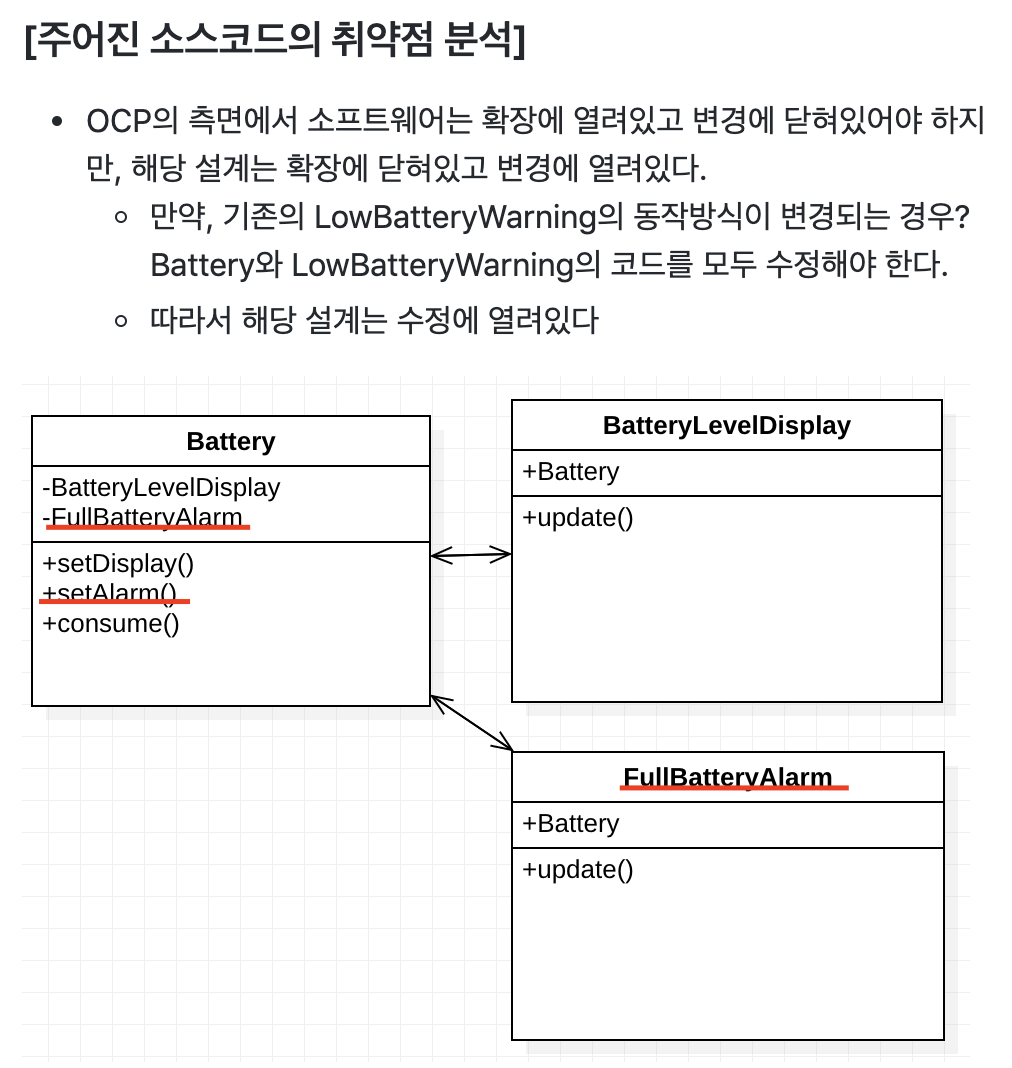 [주어진 소스코드의 취약점 분석]
• OCP의 측면에서 소프트웨어는 확장에 열려있고 변경에 닫혀있어야 하지
만, 해당 설계는 확장에 닫혀있고 변경에 열려있다.
○ 만약, 기존의 LowBatteryWarning의 동작방식이 변경되는 경우?
Battery와 LowBatteryWarning의 코드를 모두 수정해야 한다.
○ 따라서 해당 설계는 수정에 열려있다
Battery
-BatteryLevelDisplay
-FullBatteryAlarm
+setDisplay()
+setAlarm()
+consume()
BatteryLevelDisplay
+Battery
+update()
FullBatteryAlarm
+Battery
+update()